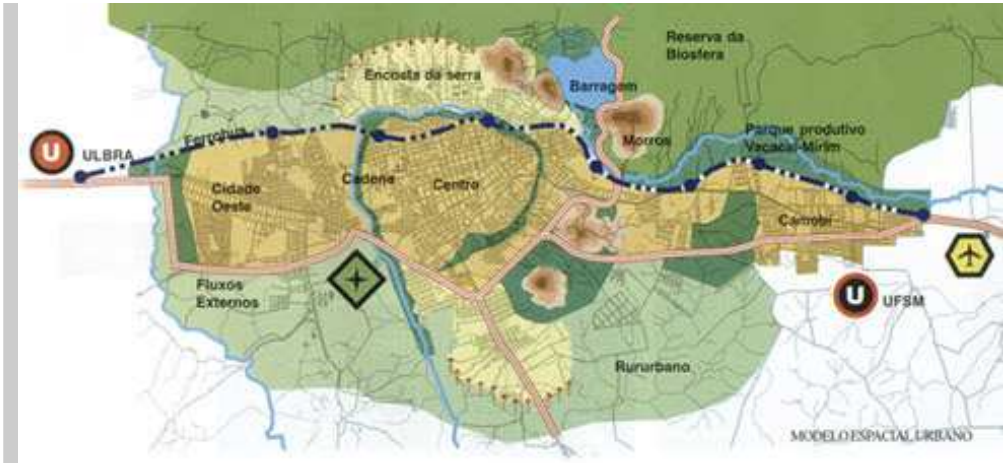 Reserva da
Biosfera
Encosta da serra
Barragem
Morros
Parque produtivo
Vacacaí-Mirim
Ferrobus
U
ULBRA
Cidade
Oeste
Cadena
Centro
Camobi
Fluxos
Externos
U
UFSM
Rururbano
MODELO ESPACIAL URBANO